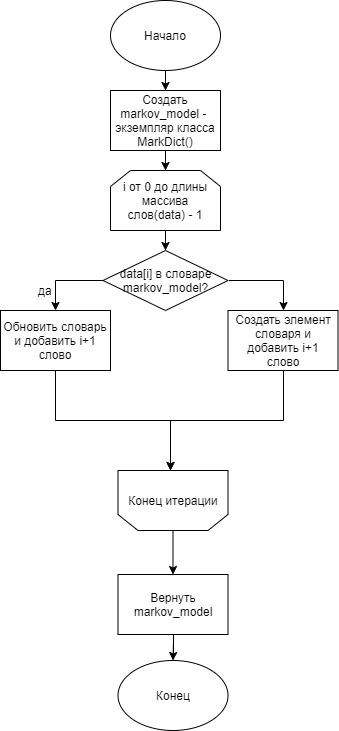 Начало
Создать
markov_model -
экземпляр класса
MarkDict()
i от 0 до длины
массива
слов(data) - 1
data[i] в словаре
markov_model?
да
Обновить словарь
и добавить i+1
слово
Создать элемент
словаря и
добавить i+1
слово
Конец итерации
Вернуть
markov_model
Конец